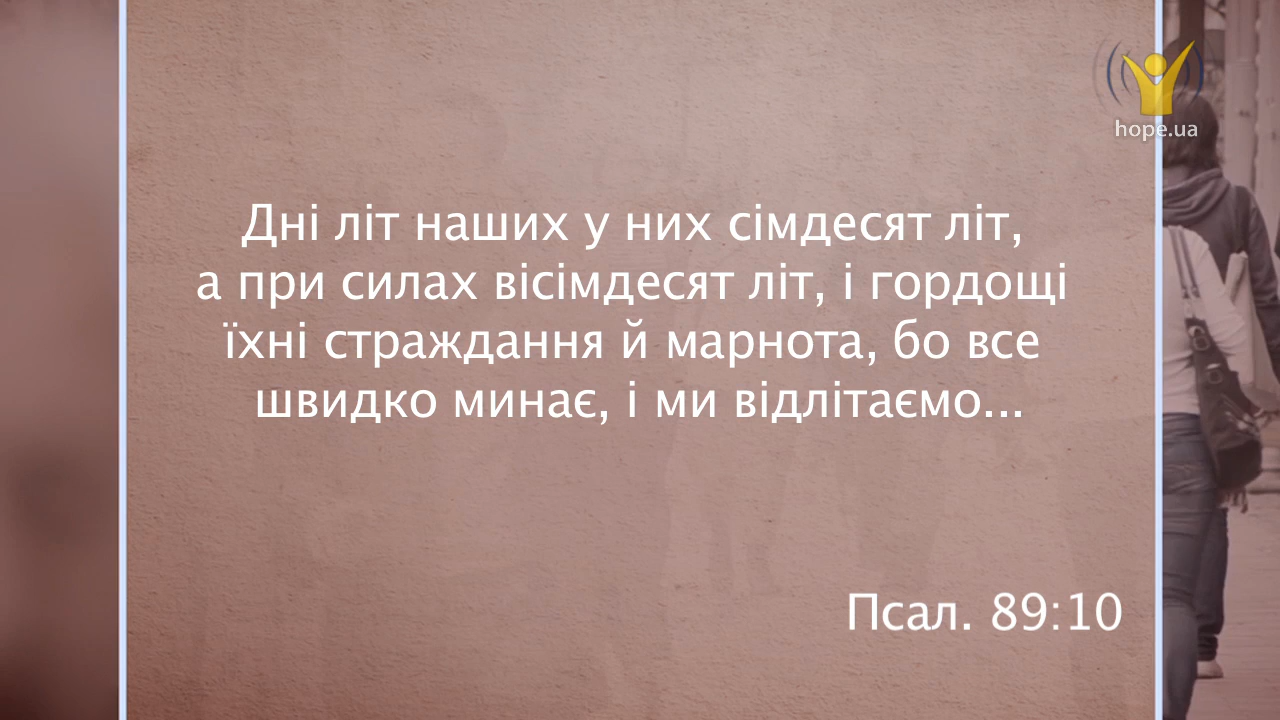 hope.ua
Дні літ наших у них сімдесят літ,
а при силах вісімдесят літ, і гордощі
їхні страждання й марнота, бо все
швидко минає, і ми відлітаємо...
Псал. 89:10